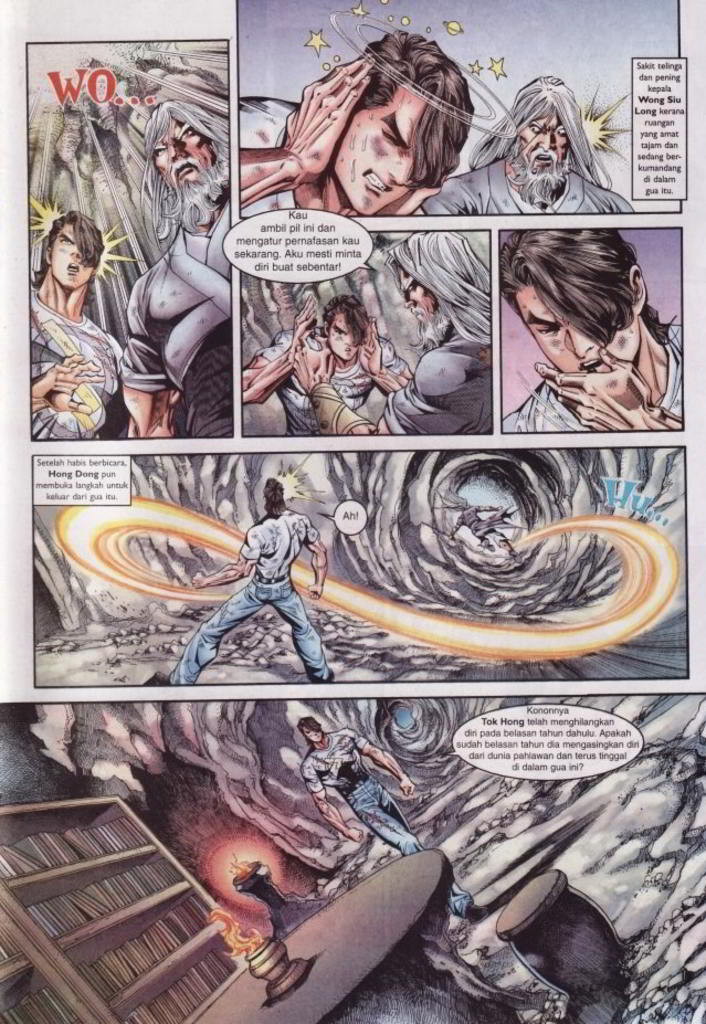 WO...
Sakit telinga
dan pening
kepala
Wong Siu
Long kerana
ruangan
yang amat
tajam dan
sedang ber-
kumandang
di dalam
gua itu.
Kau
ambil pil ini dan
mengatur pernafasan kau
sekarang. Aku mesti minta
diri buat sebentar!
Setelah habis berbicara,
Hong Dong pun
membuka langkah untuk
keluar dari gua itu.
Ah!
Hu...
Kononnya
Tok Hong telah menghilangkan
diri pada belasan tahun dahulu. Apakah
sudah belasan tahun dia mengasingkan diri
dari dunia pahlawan dan terus tinggal
di dalam gua ini?